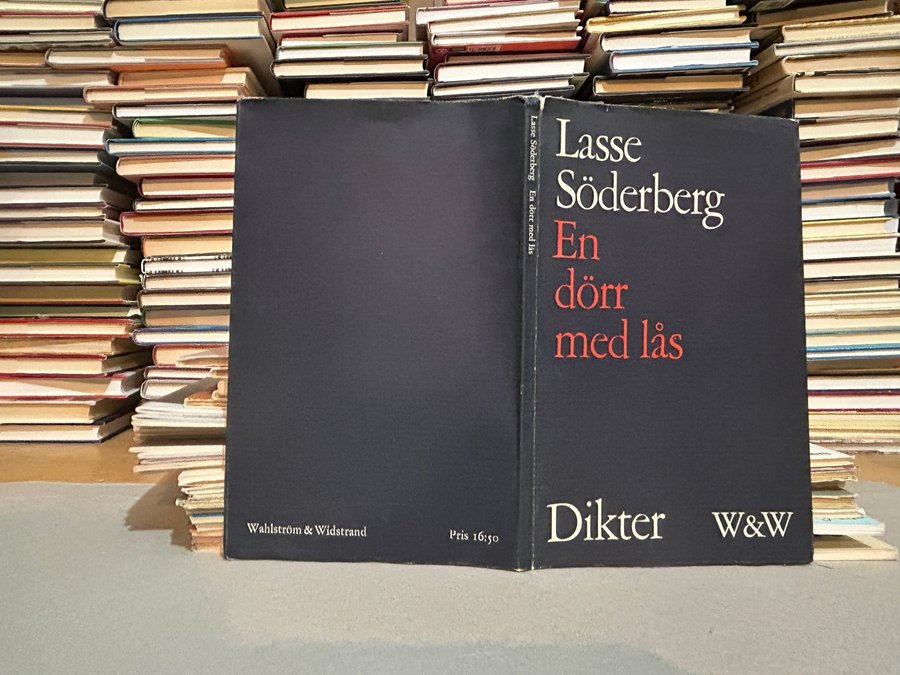 Lasse
Söderberg
En
dörr
med lås
Dikter
W&W
Lasse Söderberg En dörr med lås
Wahlström & Widstrand
Pris 16:50